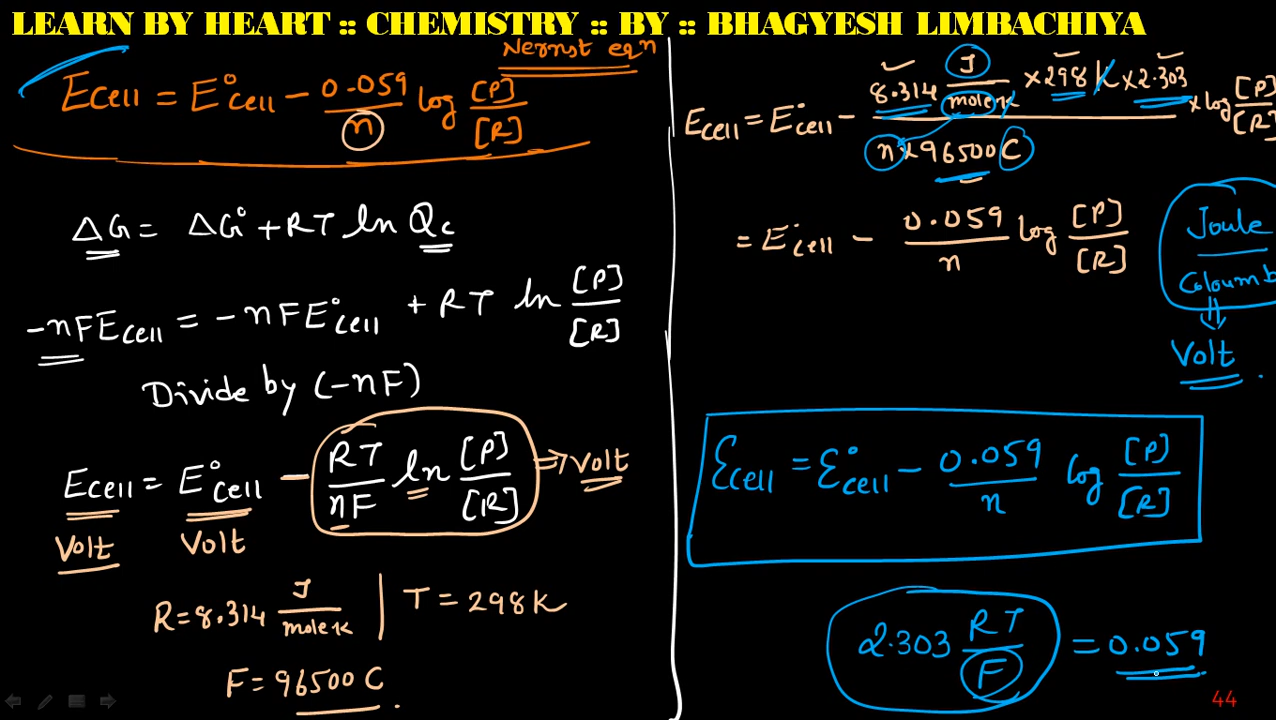 LEARN BY HEART :: CHEMISTRY :: BY :: BHAGYESH LIMBACHIYA
Nernst eqⁿ
Ecell = E°cell − 0.059/n log [P]/[R]
ΔG = ΔG° + RT ln Qc
-nFEcell = -nFE°cell + RT ln [P]/[R]
Divide by (-nF)
Ecell = E°cell − RT/nF ln [P]/[R] ⇒ Volt
Volt Volt
R = 8.314 J/mole K | T = 298 K
F = 96500 C
Ecell = E°cell − 8.314 J/mole K × 298 K × 2.303 / n × 96500 C × log [P]/[R]
= E°cell − 0.059/n log [P]/[R]
Joule
Coloumb
Volt
Ecell = E°cell − 0.059/n log [P]/[R]
2.303 RT/F = 0.059
44